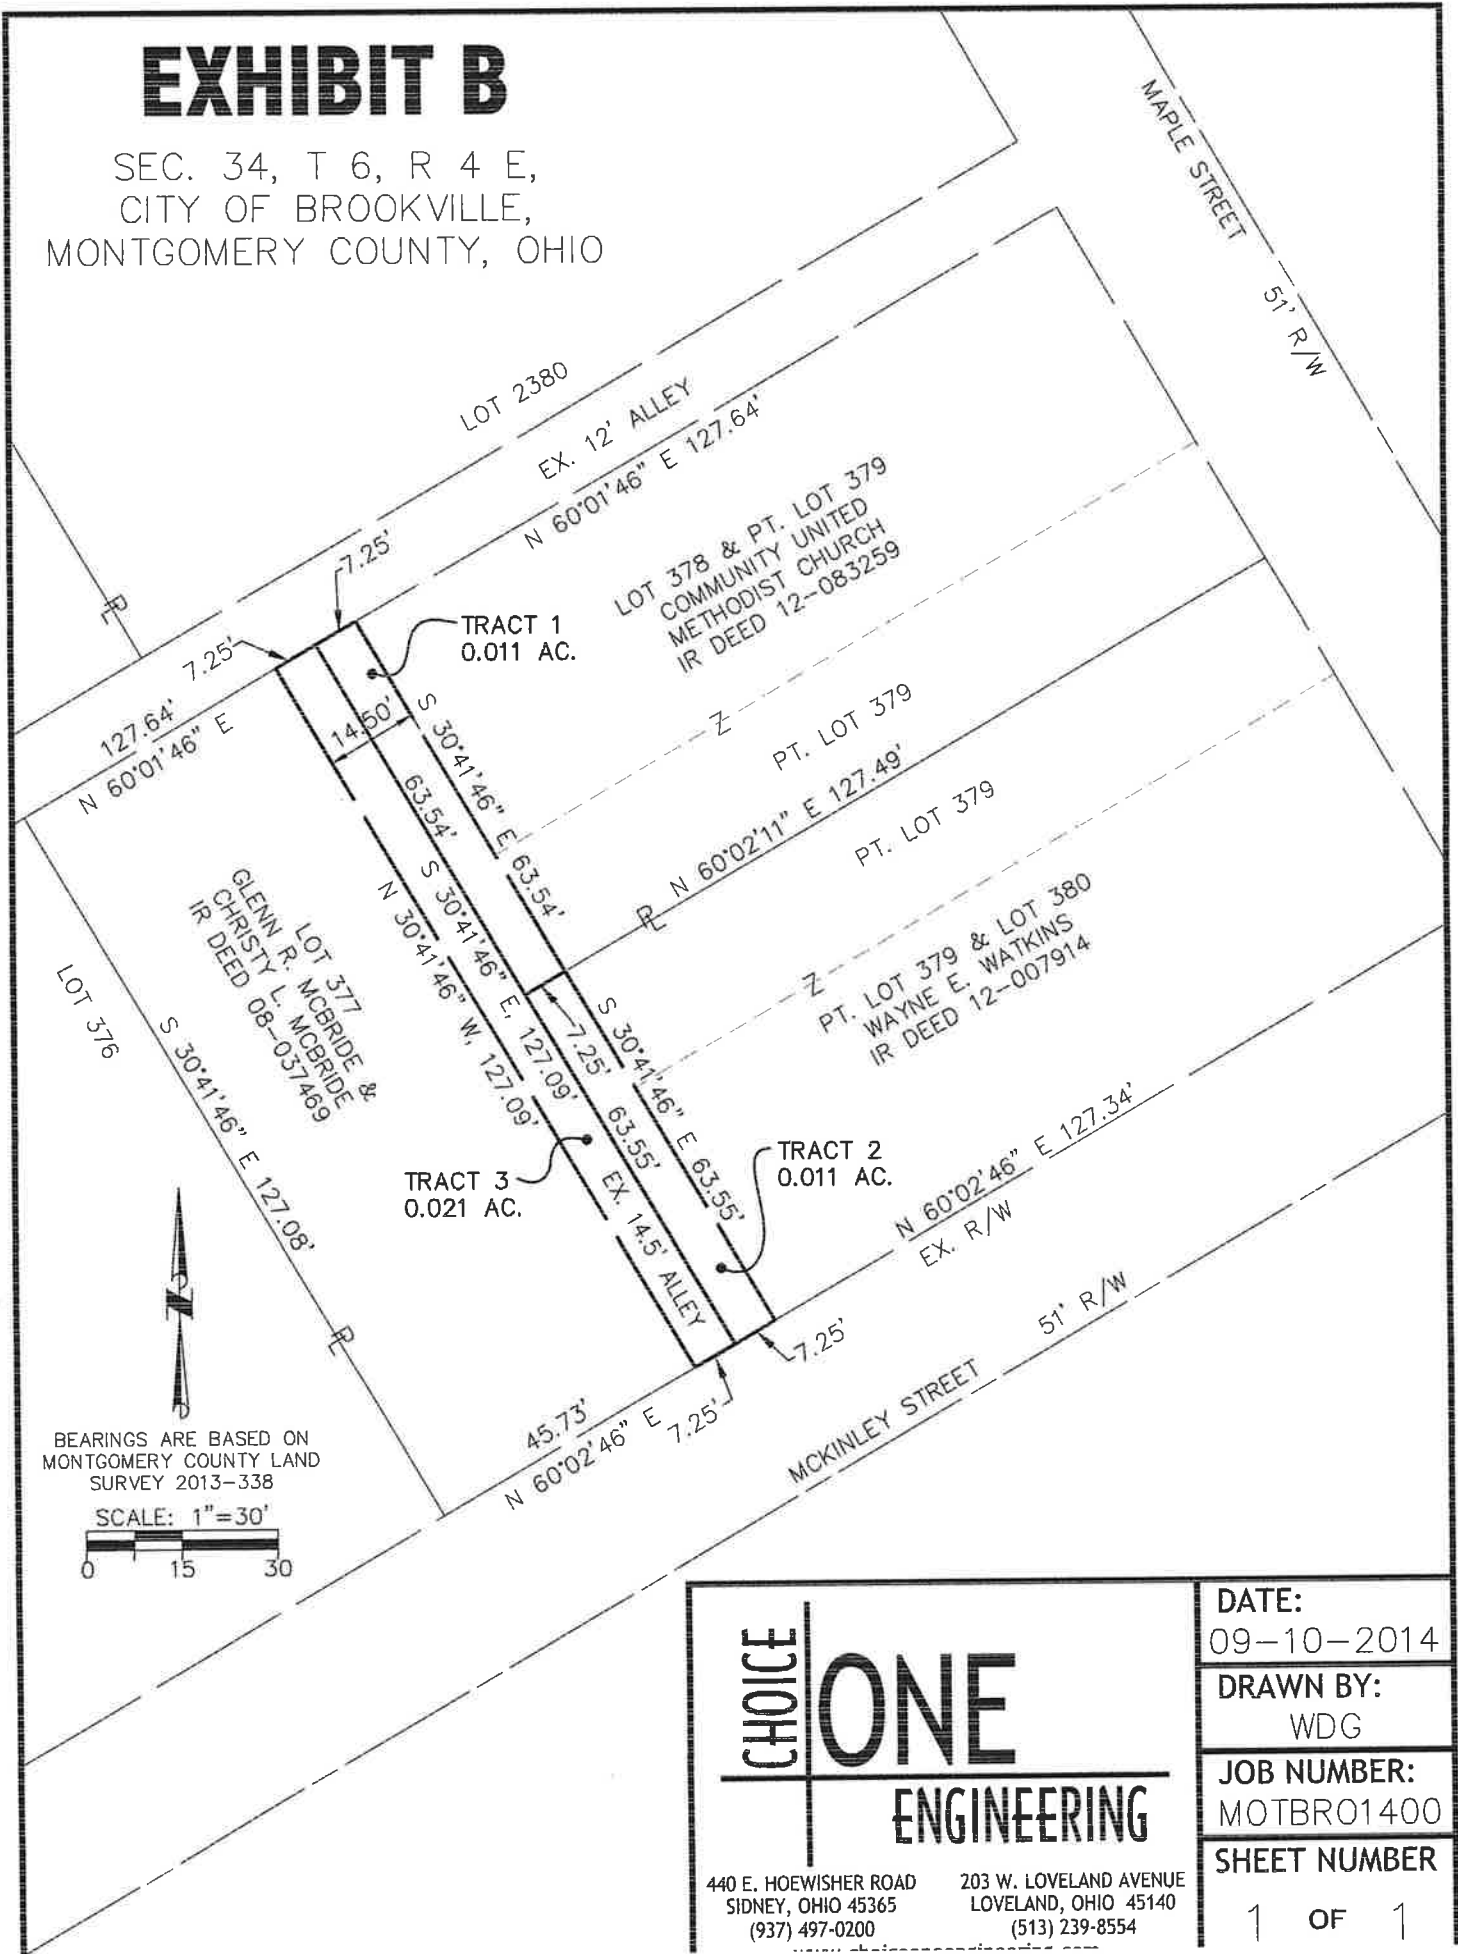 EXHIBIT B
SEC. 34, T 6, R 4 E,
CITY OF BROOKVILLE,
MONTGOMERY COUNTY, OHIO
MAPLE STREET
51' R/W
LOT 2380
EX. 12' ALLEY
N 60°01'46" E 127.64'
7.25'
7.25'
127.64'
N 60°01'46" E
TRACT 1
0.011 AC.
14.50'
LOT 378 & PT. LOT 379
COMMUNITY UNITED
METHODIST CHURCH
IR DEED 12-083259
S 30°41'46" E 63.54'
63.54'
Z
PT. LOT 379
N 60°02'11" E 127.49'
PL
PL
PT. LOT 379
Z
PT. LOT 379 & LOT 380
WAYNE E. WATKINS
IR DEED 12-007914
S 30°41'46" E, 127.09'
N 30°41'46" W, 127.09'
LOT 377
GLENN R. MCBRIDE &
CHRISTY L. MCBRIDE
IR DEED 08-037469
LOT 376
S 30°41'46" E 127.08'
7.25'
S 30°41'46" E 63.55'
63.55'
EX. 14.5' ALLEY
TRACT 2
0.011 AC.
TRACT 3
0.021 AC.
N 60°02'46" E 127.34'
EX. R/W
51' R/W
MCKINLEY STREET
7.25'
7.25'
45.73'
N 60°02'46" E
PL
N
BEARINGS ARE BASED ON
MONTGOMERY COUNTY LAND
SURVEY 2013-338
SCALE: 1"=30'
0 15 30
CHOICE
ONE
ENGINEERING
440 E. HOEWISHER ROAD
SIDNEY, OHIO 45365
(937) 497-0200
203 W. LOVELAND AVENUE
LOVELAND, OHIO 45140
(513) 239-8554
DATE:
09-10-2014
DRAWN BY:
WDG
JOB NUMBER:
MOTBRO1400
SHEET NUMBER
1 OF 1